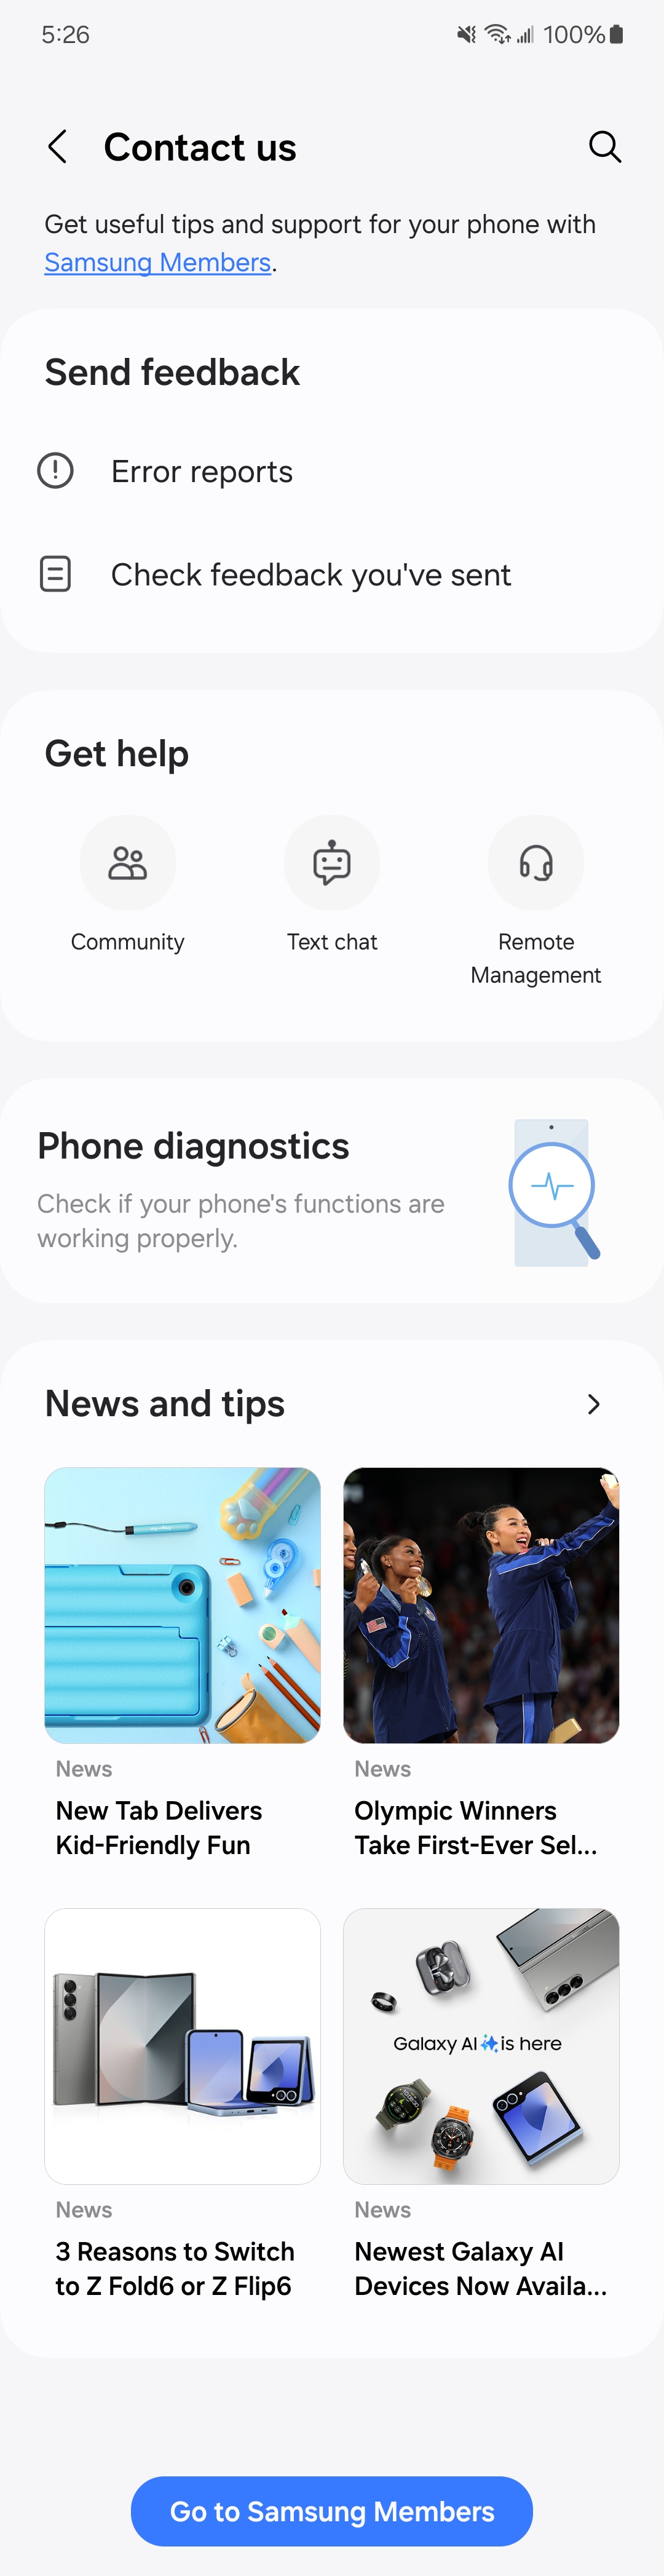 5:26
100%
Contact us
Get useful tips and support for your phone with
Samsung Members.
Send feedback
Error reports
Check feedback you've sent
Get help
Community
Text chat
Remote
Management
Phone diagnostics
Check if your phone's functions are
working properly.
News and tips
News
New Tab Delivers
Kid-Friendly Fun
News
Olympic Winners
Take First-Ever Sel...
Galaxy AI is here
News
3 Reasons to Switch
to Z Fold6 or Z Flip6
News
Newest Galaxy AI
Devices Now Availa...
Go to Samsung Members